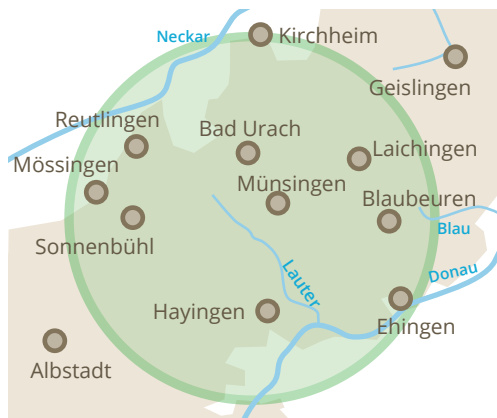 Neckar
Kirchheim
Geislingen
Reutlingen
Bad Urach
Laichingen
Mössingen
Münsingen
Blaubeuren
Sonnenbühl
Blau
Lauter
Donau
Hayingen
Ehingen
Albstadt